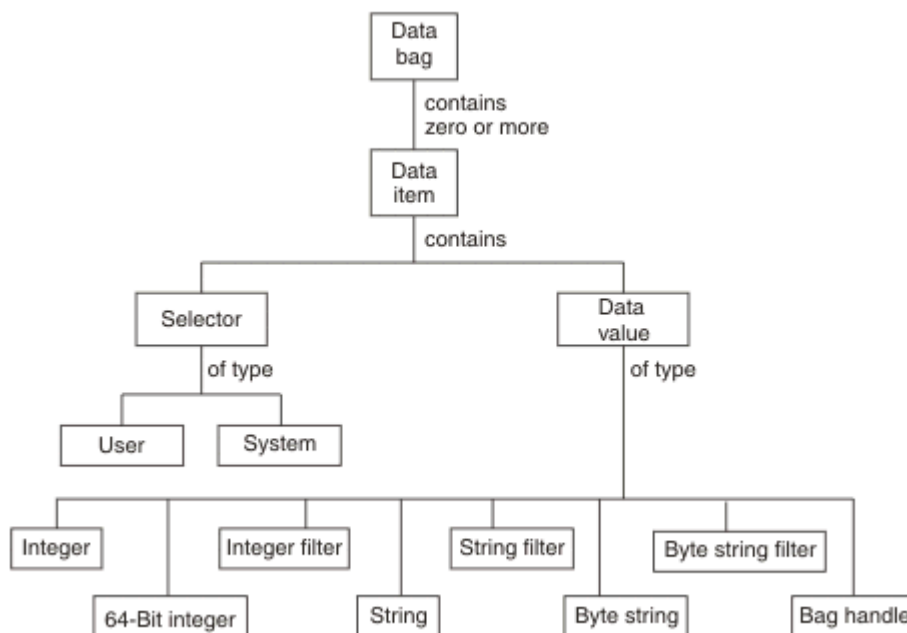 Data
bag
contains
zero or more
Data
item
contains
Selector
Data
value
of type
of type
User
System
Integer
Integer filter
String filter
Byte string filter
64-Bit integer
String
Byte string
Bag handle